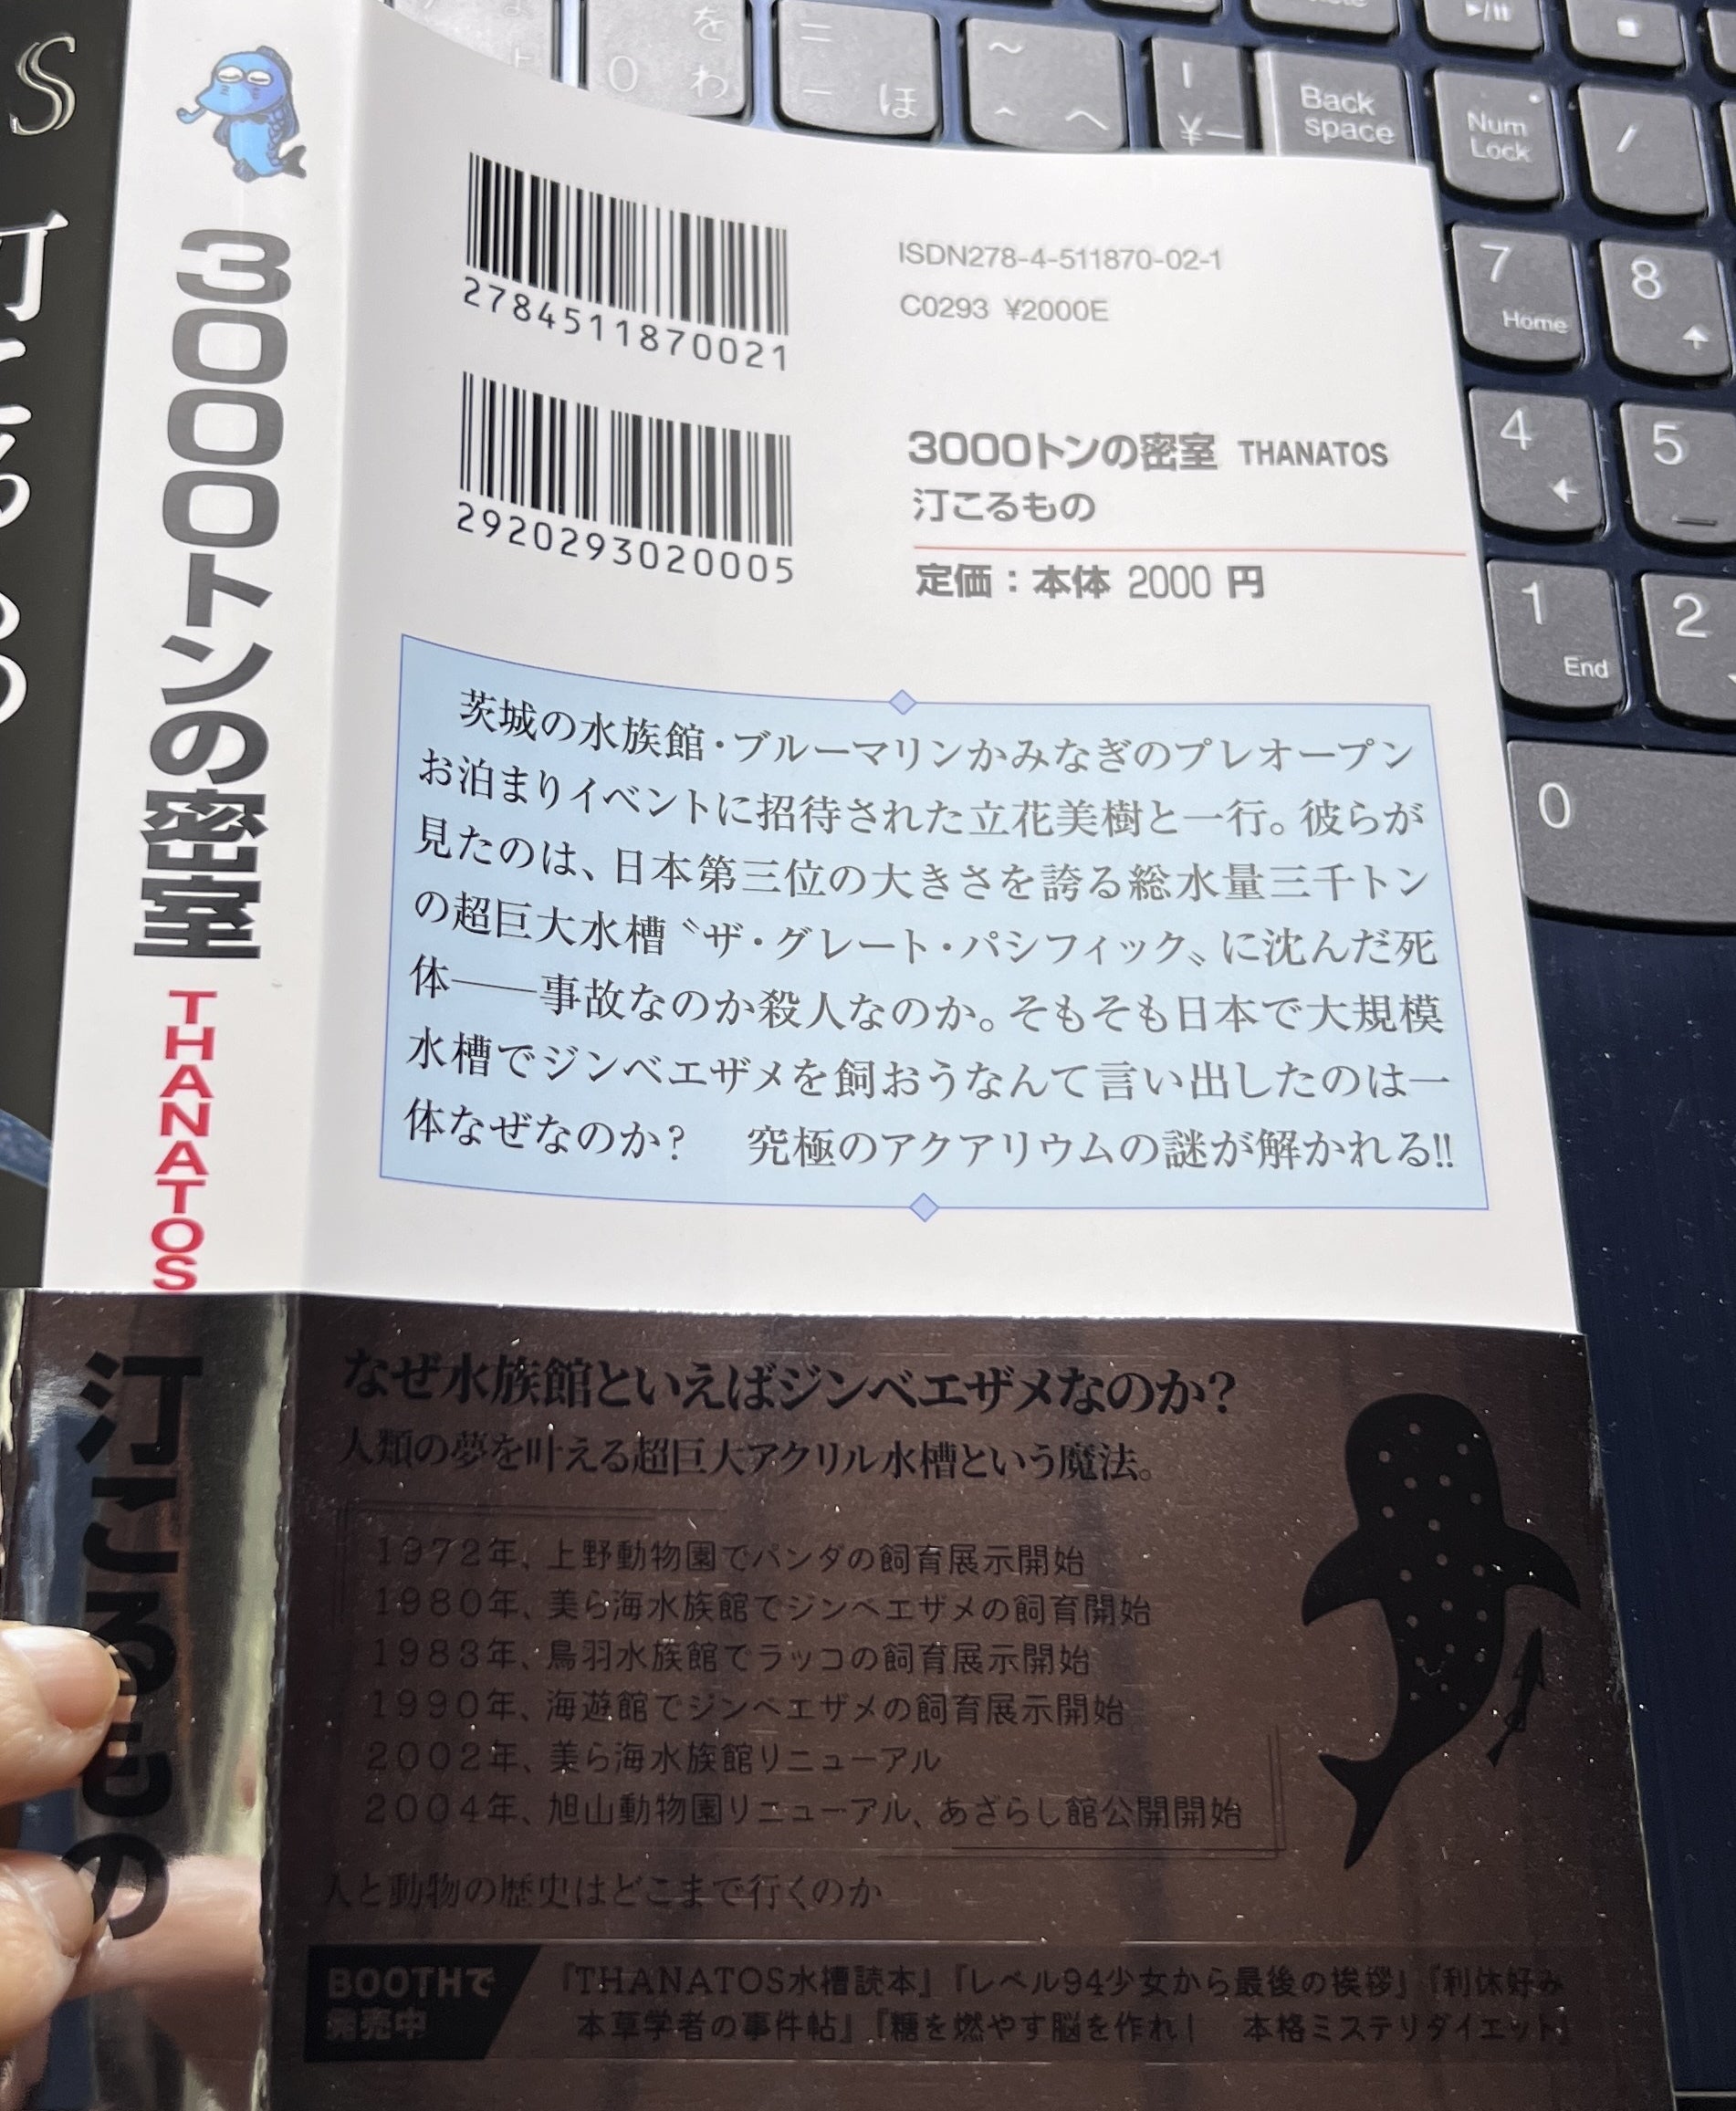 3000トンの密室
THANATOS
汀こるもの
2784511870021
2920293020005
ISDN278-4-511870-02-1
C0293 ¥2000E
3000トンの密室 THANATOS
汀こるもの
定価：本体 2000 円
茨城の水族館・ブルーマリンかみなぎのプレオープン
お泊まりイベントに招待された立花美樹と一行。彼らが
見たのは、日本第三位の大きさを誇る総水量三千トン
の超巨大水槽〝ザ・グレート・パシフィック〟に沈んだ死
体――事故なのか殺人なのか。そもそも日本で大規模
水槽でジンベエザメを飼おうなんて言い出したのは一
体なぜなのか？　究極のアクアリウムの謎が解かれる!!
なぜ水族館といえばジンベエザメなのか？
人類の夢を叶える超巨大アクリル水槽という魔法。
1972年、上野動物園でパンダの飼育展示開始
1980年、美ら海水族館でジンベエザメの飼育開始
1983年、鳥羽水族館でラッコの飼育展示開始
1990年、海遊館でジンベエザメの飼育展示開始
2002年、美ら海水族館リニューアル
2004年、旭山動物園リニューアル、あざらし館公開開始
人と動物の歴史はどこまで行くのか
BOOTHで
発売中
『THANATOS水槽読本』『レベル94少女から最後の挨拶』『利休好み
本草学者の事件帖』『糖を燃やす脳を作れ！　本格ミステリダイエット』
Back
space
Num
Lock
7
Home
8
4
5
1
End
2
0
0
を
わ
ほ
へ
¥
/
S